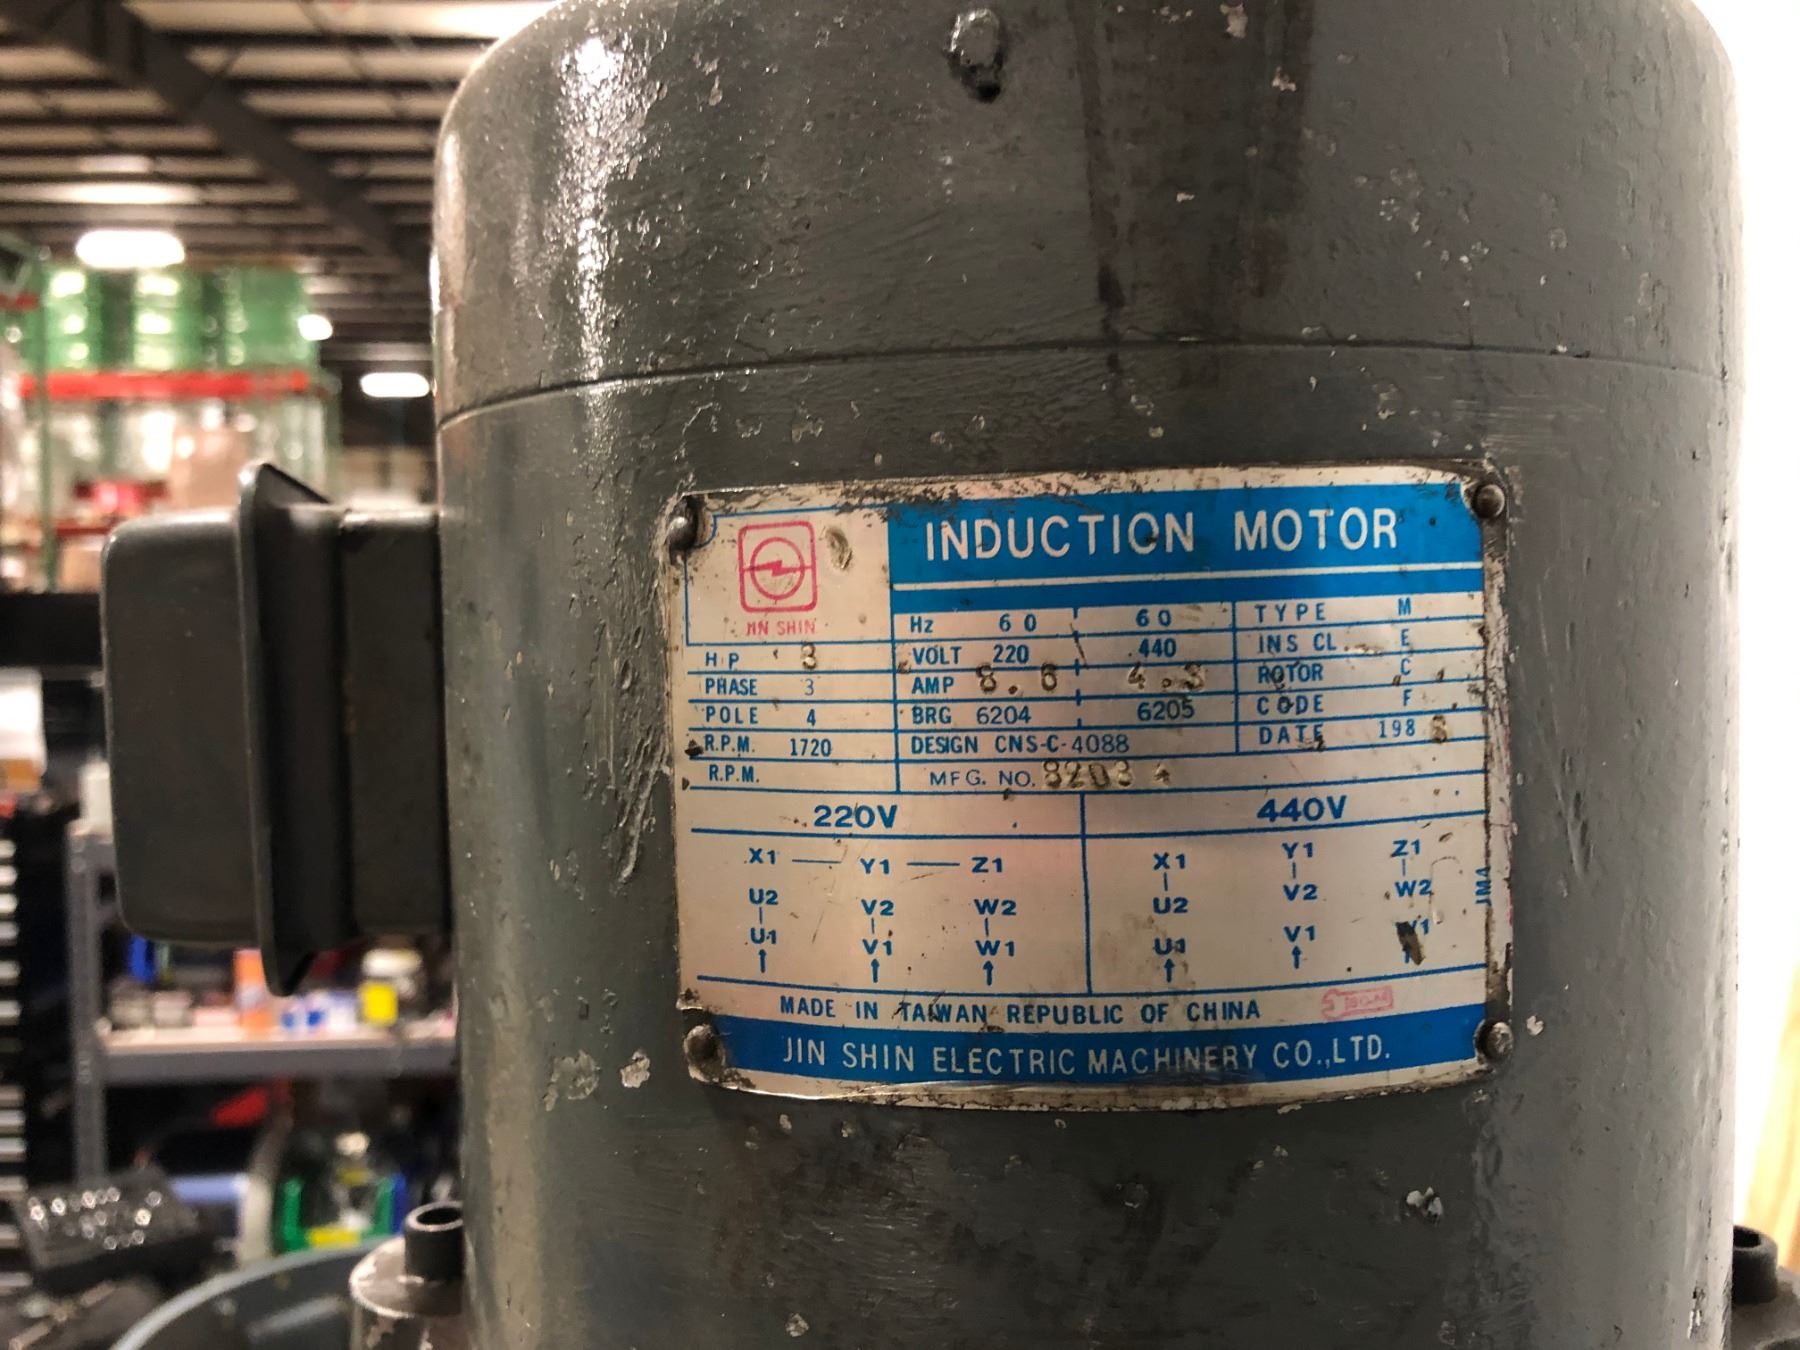 INDUCTION MOTOR
JIN SHIN
Hz 60 60 TYPE M
HP 3 VOLT 220 440 INS CL. E
PHASE 3 AMP 8.6 4.3 ROTOR C
POLE 4 BRG 6204 6205 CODE F
R.P.M. 1720 DESIGN CNS-C-4088 DATE 198
R.P.M. MFG. NO.
220V 440V
X1 — Y1 — Z1 X1 Y1 Z1
U2 V2 W2 U2 V2 W2
U1 V1 W1 U1 V1 W1
JM4
MADE IN TAIWAN REPUBLIC OF CHINA
JIN SHIN ELECTRIC MACHINERY CO.,LTD.